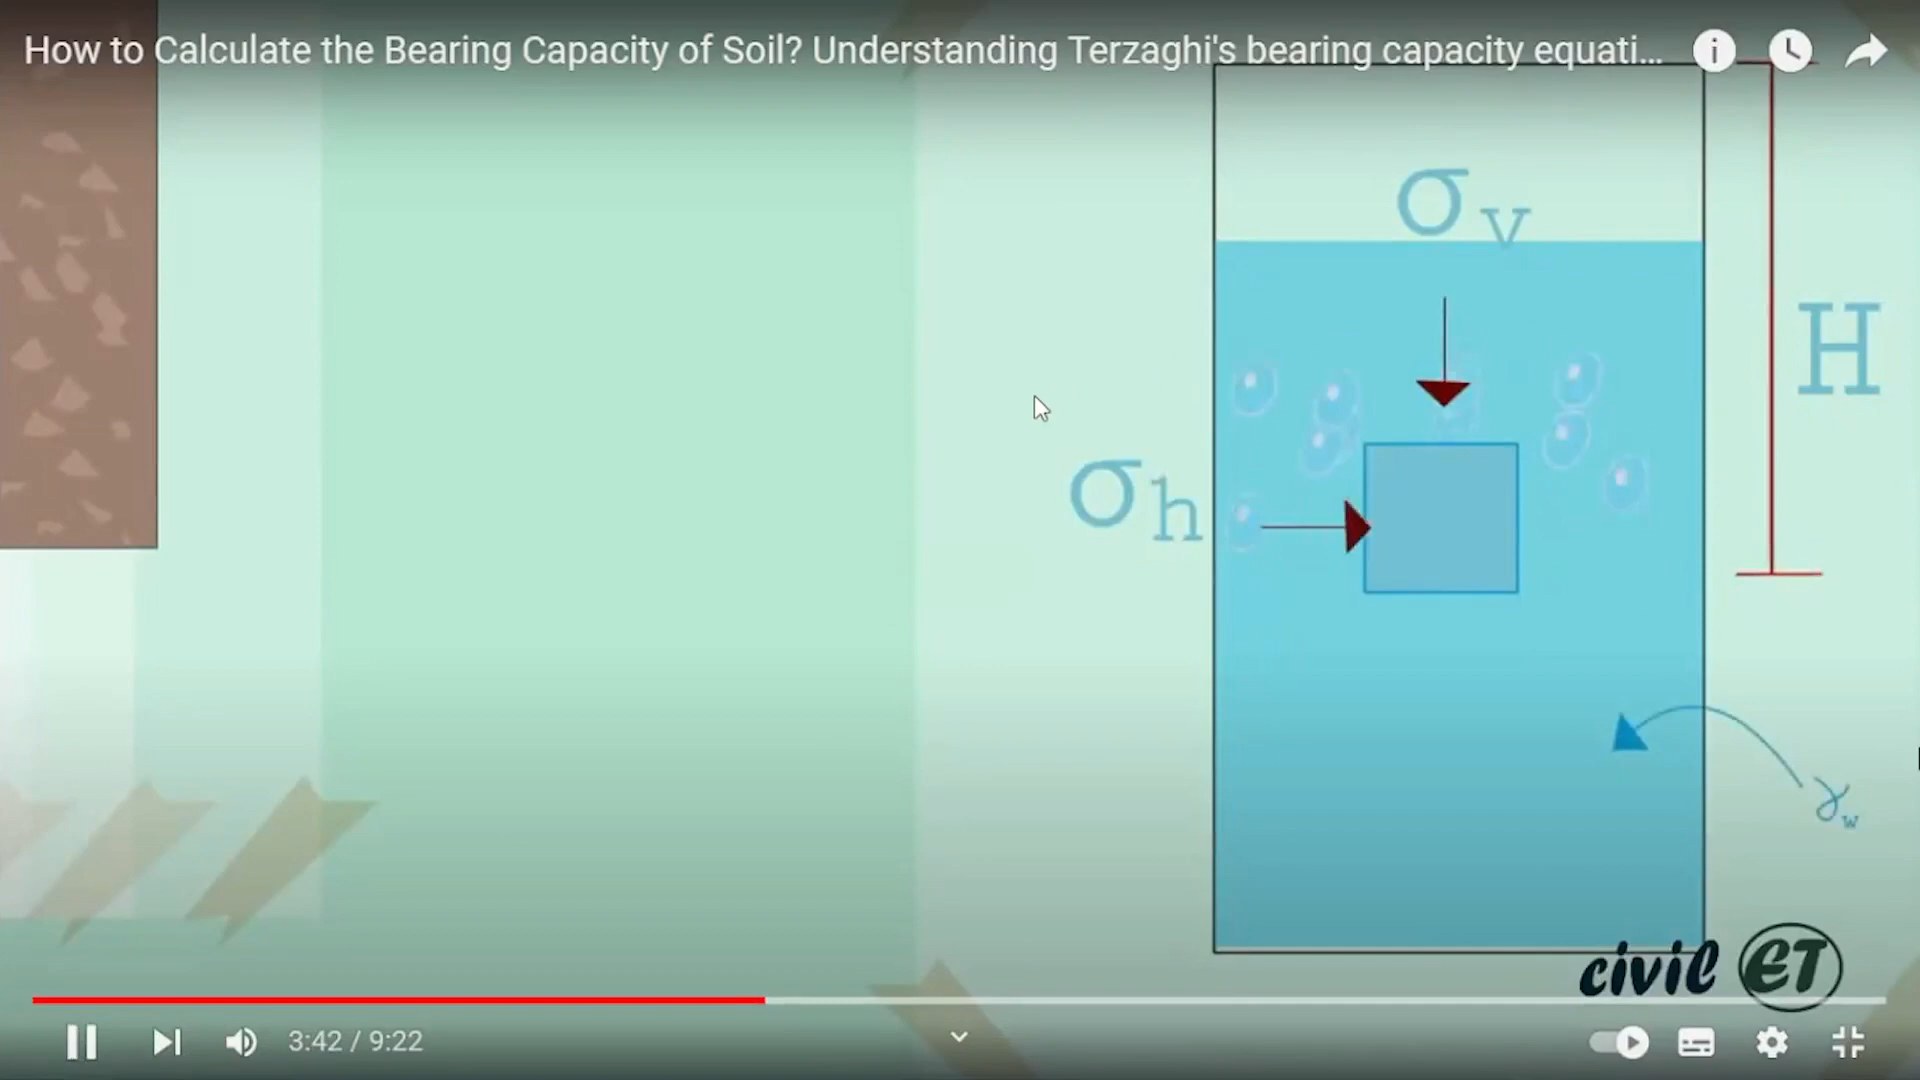 How to Calculate the Bearing Capacity of Soil? Understanding Terzaghi's bearing capacity equati...
σv
H
σh
γw
civil ET
3:42 / 9:22